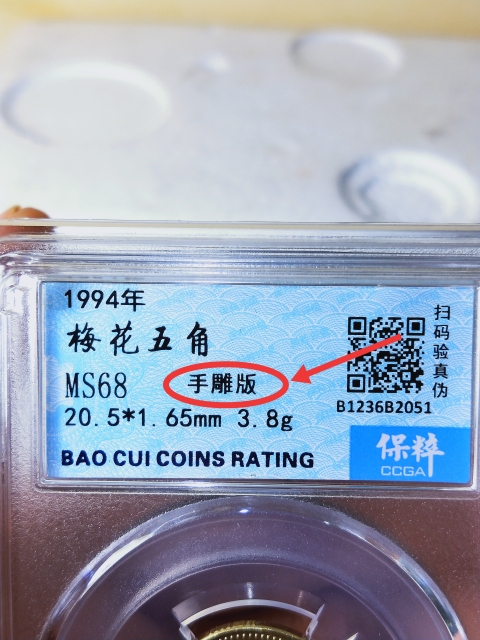 1994年
梅花五角
MS68 手雕版
20.5*1.65mm 3.8g
BAO CUI COINS RATING
扫码验真伪
B1236B2051
保粹
CCGA